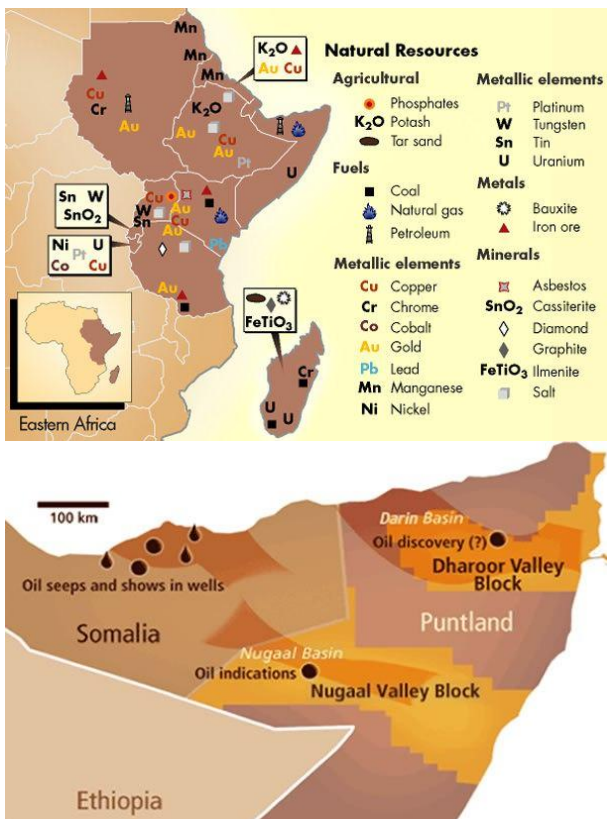 Mn
Mn
Mn
K₂O
Au Cu
Cu
Cr
Au
K₂O
Au
Cu
Au
Pt
U
Sn W
SnO₂
Cu
W
Sn
Au
Cu
Au
Pb
Ni U
Pt
Co Cu
Au
FeTiO₃
Cr
U
U
Eastern Africa
Natural Resources
Agricultural
Phosphates
K₂O Potash
Tar sand
Fuels
Coal
Natural gas
Petroleum
Metallic elements
Cu Copper
Cr Chrome
Co Cobalt
Au Gold
Pb Lead
Mn Manganese
Ni Nickel
Metallic elements
Pt Platinum
W Tungsten
Sn Tin
U Uranium
Metals
Bauxite
Iron ore
Minerals
Asbestos
SnO₂ Cassiterite
Diamond
Graphite
FeTiO₃ Ilmenite
Salt
100 km
Darin Basin
Oil discovery (?)
Dharoor Valley
Block
Oil seeps and shows in wells
Somalia
Puntland
Nugaal Basin
Oil indications
Nugaal Valley Block
Ethiopia